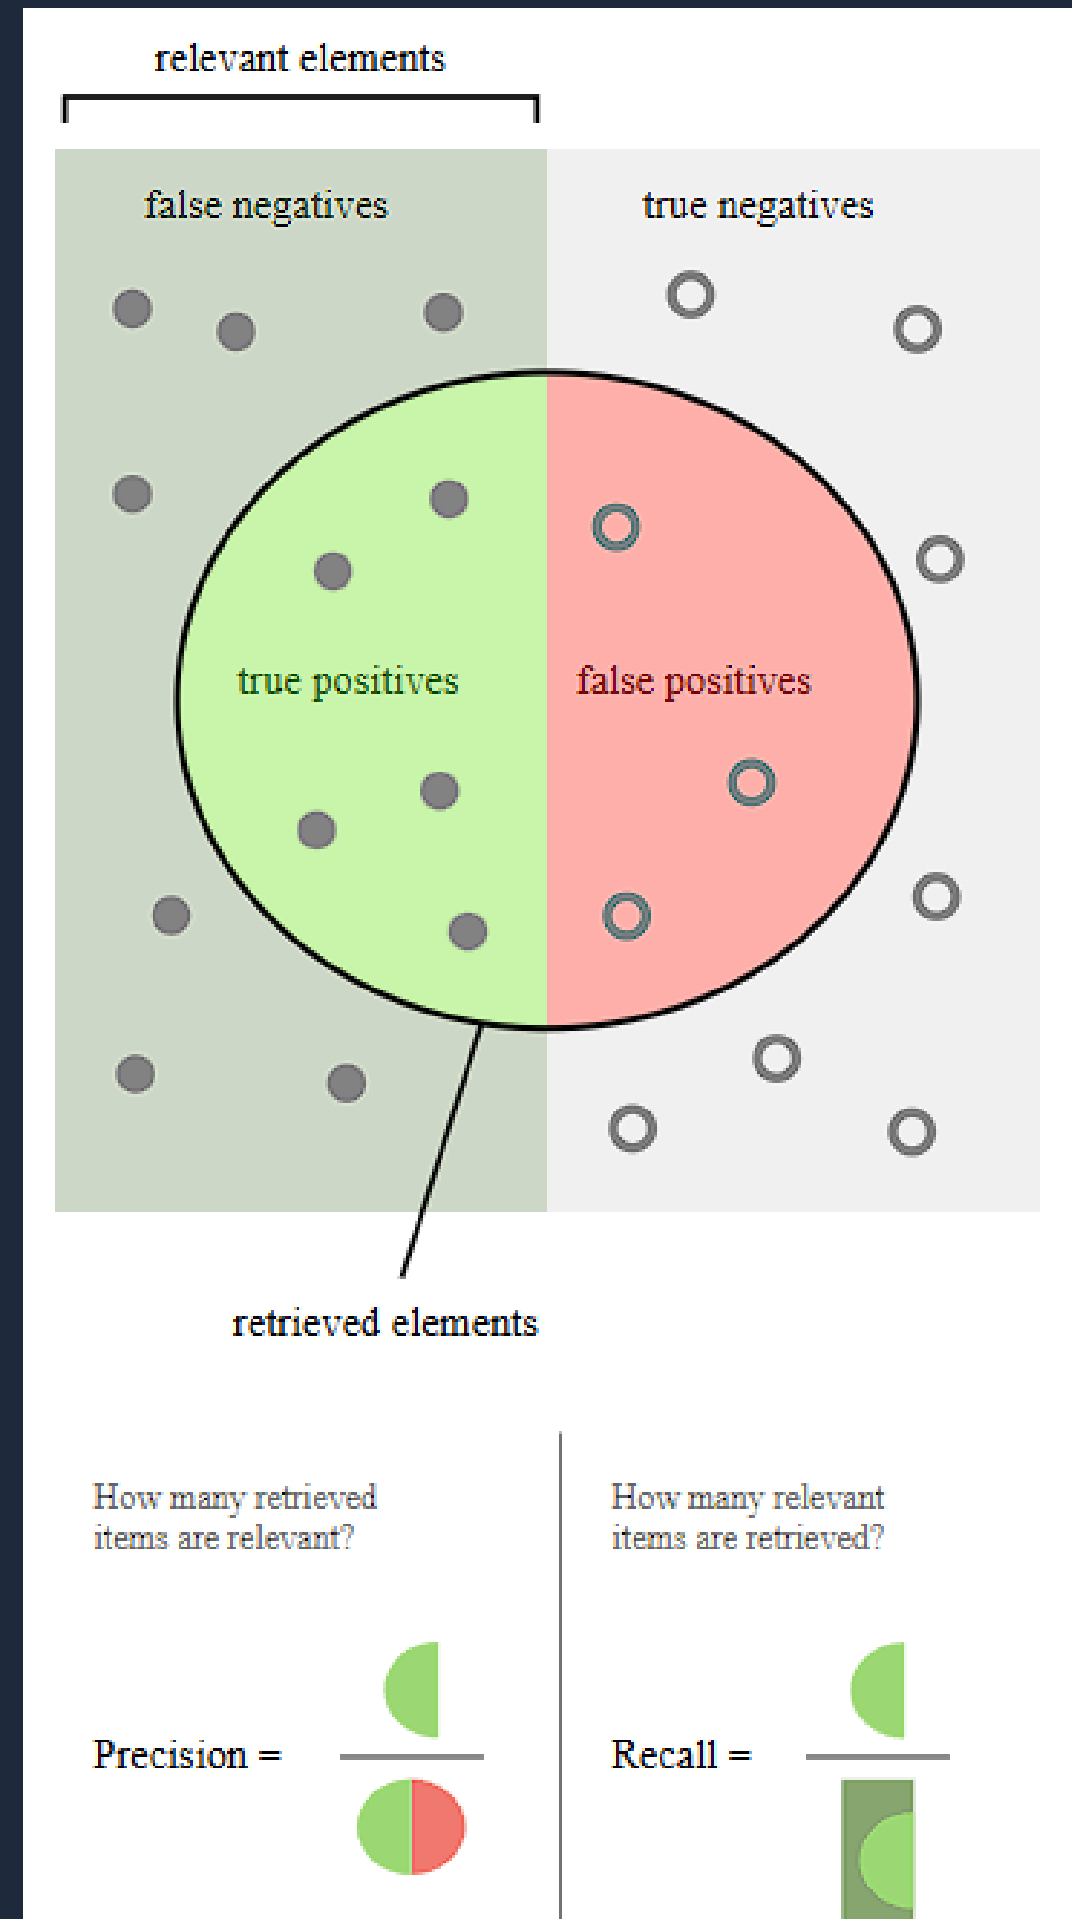 relevant elements
false negatives
true negatives
true positives
false positives
retrieved elements
How many retrieved
items are relevant?
How many relevant
items are retrieved?
Precision =
Recall =